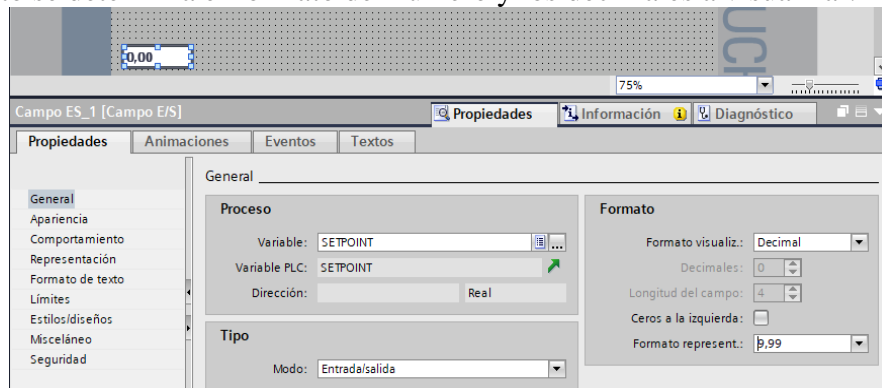 0,00
UCH
75%
Campo ES_1 [Campo E/S]
Propiedades Información Diagnóstico
Propiedades Animaciones Eventos Textos
General
Apariencia
Comportamiento
Representación
Formato de texto
Límites
Estilos/diseños
Misceláneo
Seguridad
General
Proceso
Variable: SETPOINT ...
Variable PLC: SETPOINT
Dirección: Real
Tipo
Modo: Entrada/salida
Formato
Formato visualiz.: Decimal
Decimales: 0
Longitud del campo: 4
Ceros a la izquierda:
Formato represent.: 9,99